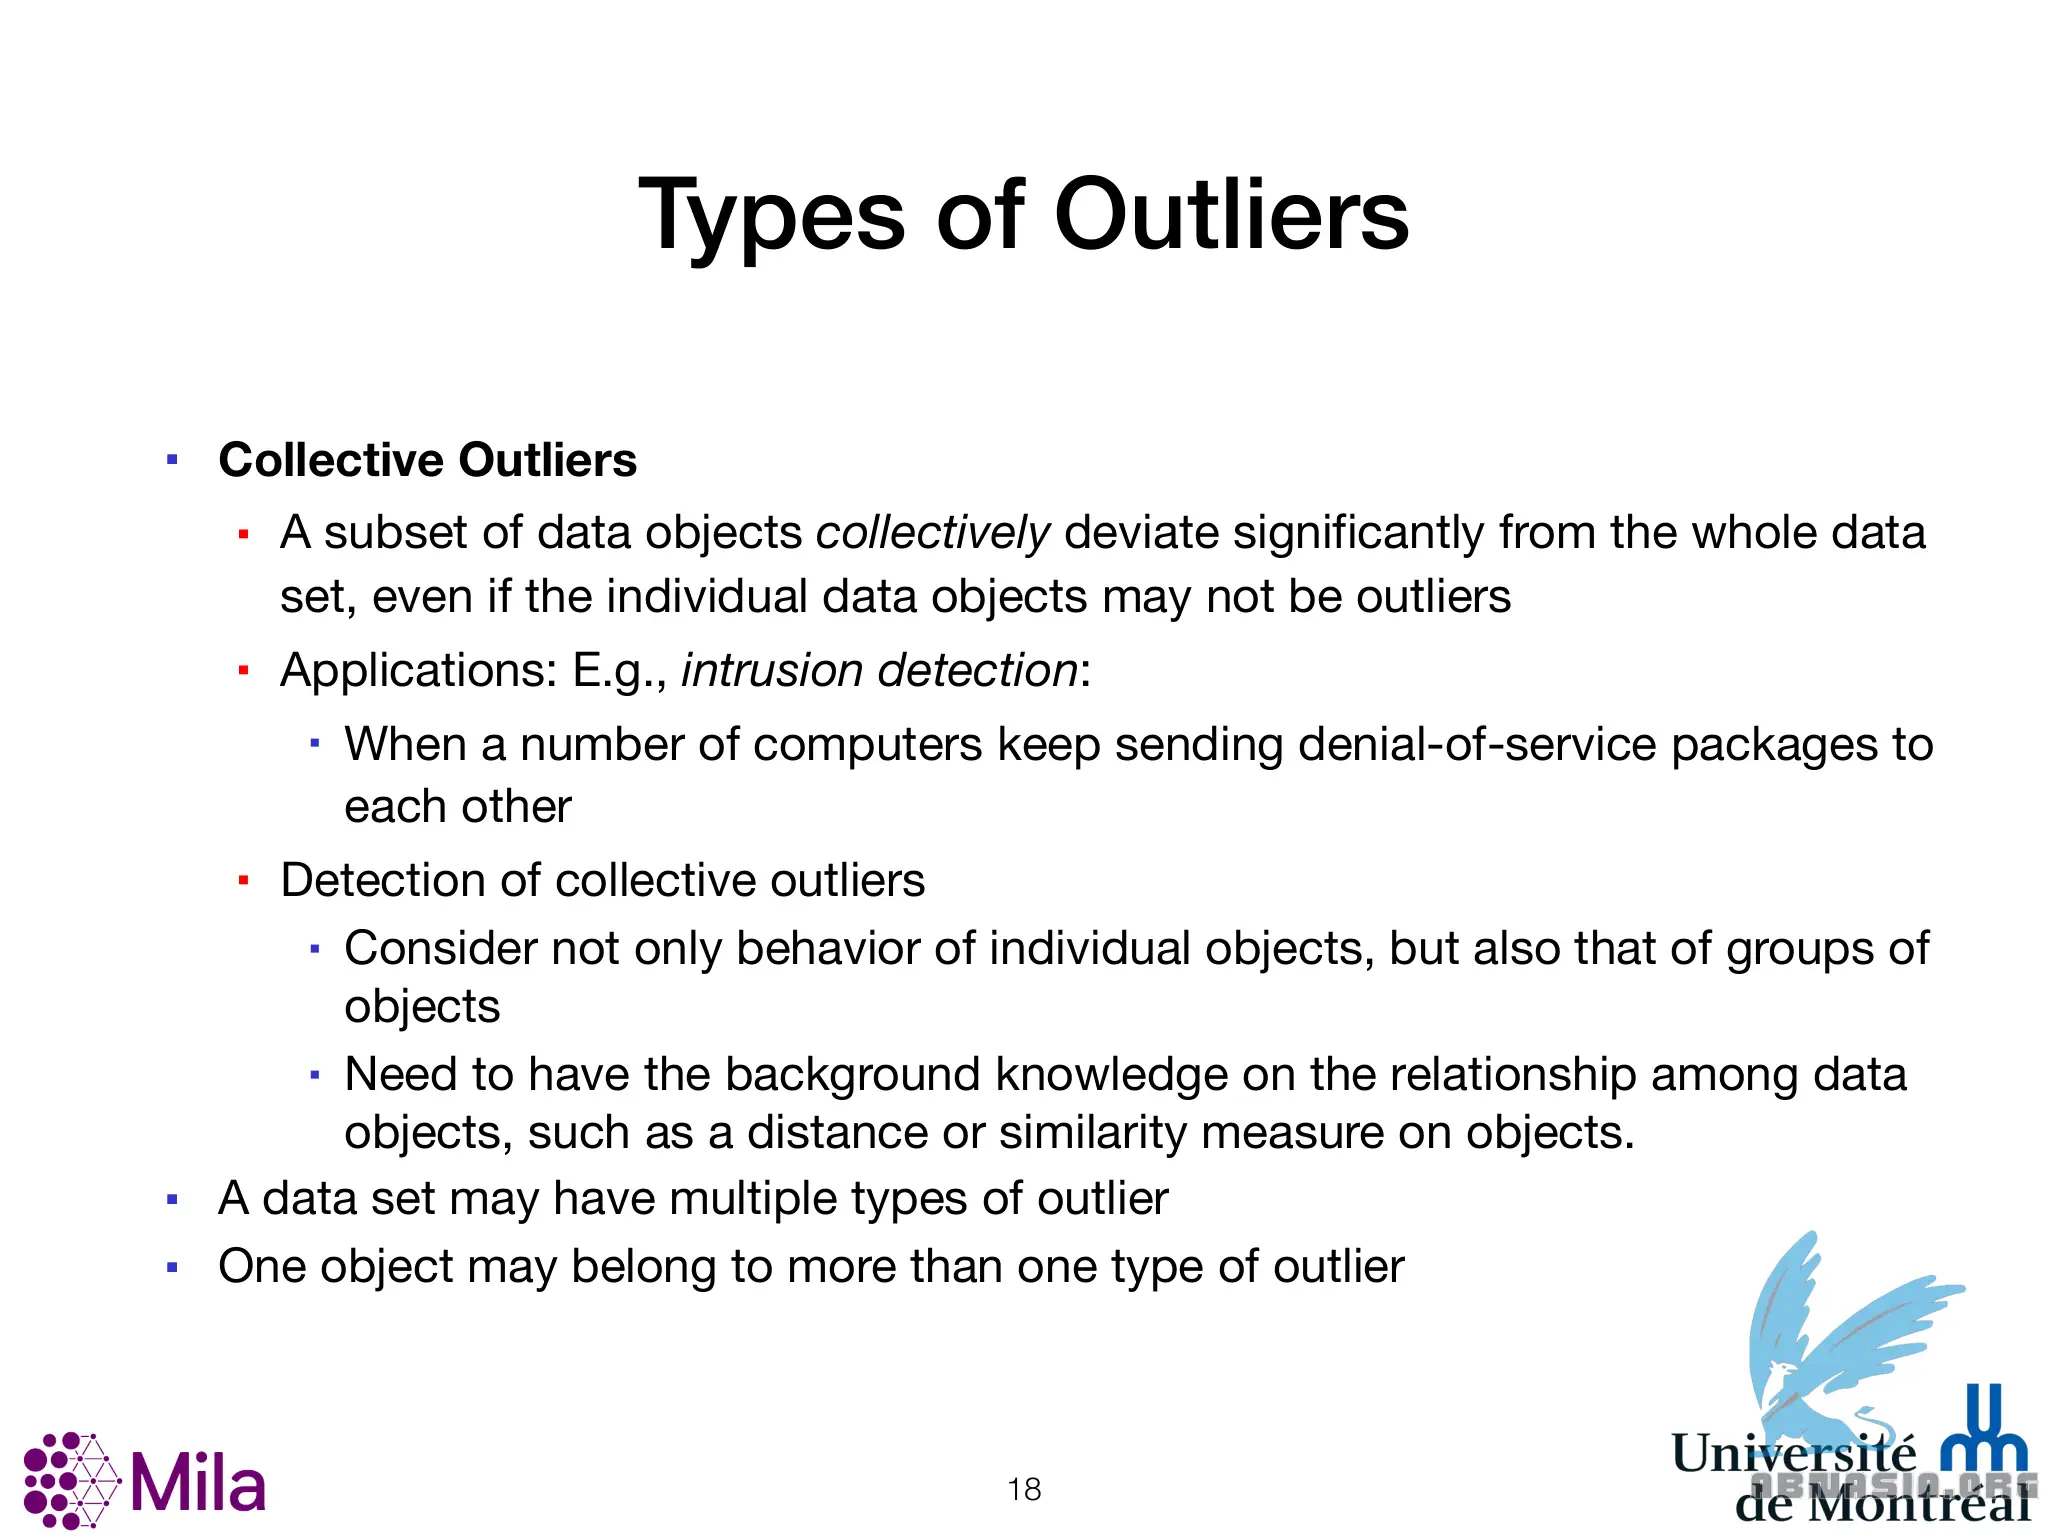 Types of Outliers
Collective Outliers
A subset of data objects collectively deviate significantly from the whole data
set, even if the individual data objects may not be outliers
Applications: E.g., intrusion detection:
When a number of computers keep sending denial-of-service packages to
each other
Detection of collective outliers
Consider not only behavior of individual objects, but also that of groups of
objects
Need to have the background knowledge on the relationship among data
objects, such as a distance or similarity measure on objects.
A data set may have multiple types of outlier
One object may belong to more than one type of outlier
Mila
18
Université
de Montréal
ABNASIA.ORG